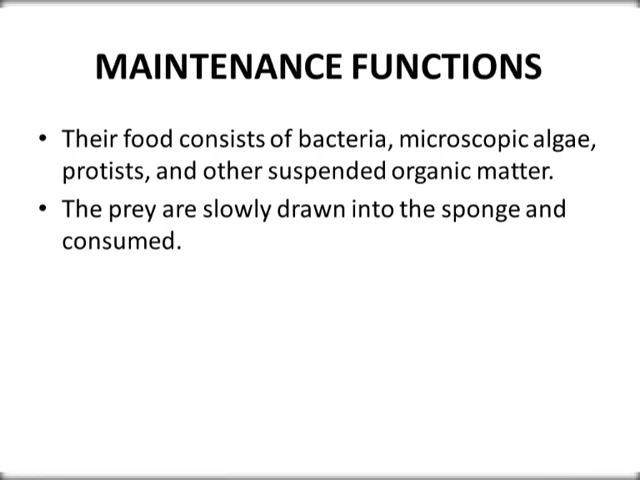 MAINTENANCE FUNCTIONS
• Their food consists of bacteria, microscopic algae,
protists, and other suspended organic matter.
• The prey are slowly drawn into the sponge and
consumed.